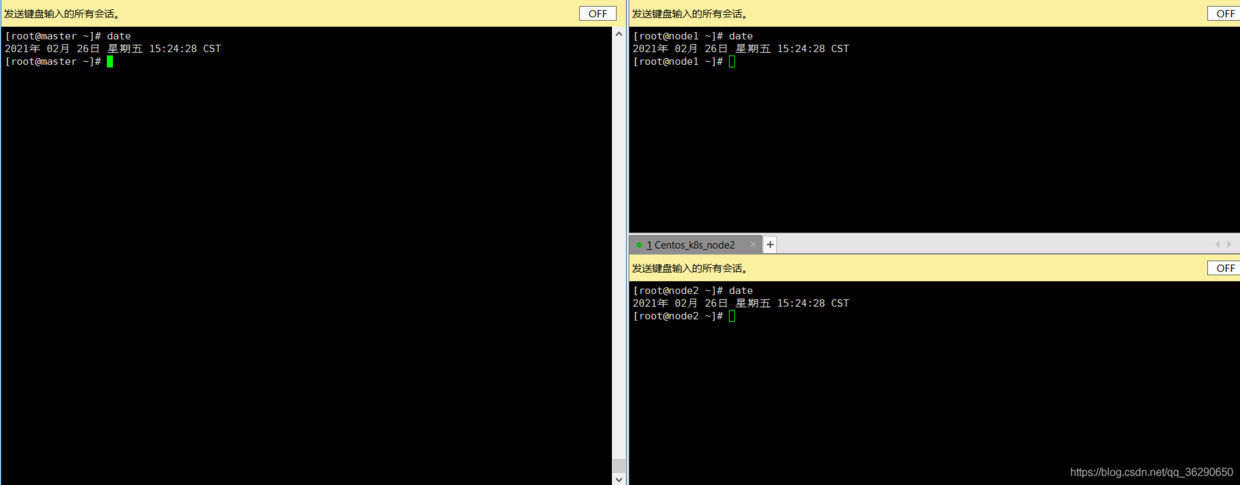 发送键盘输入的所有会话。 OFF
[root@master ~]# date
2021年 02月 26日 星期五 15:24:28 CST
[root@master ~]#
发送键盘输入的所有会话。 OFF
[root@node1 ~]# date
2021年 02月 26日 星期五 15:24:28 CST
[root@node1 ~]#
1 Centos_k8s_node2 × +
发送键盘输入的所有会话。 OFF
[root@node2 ~]# date
2021年 02月 26日 星期五 15:24:28 CST
[root@node2 ~]#
https://blog.csdn.net/qq_36290650